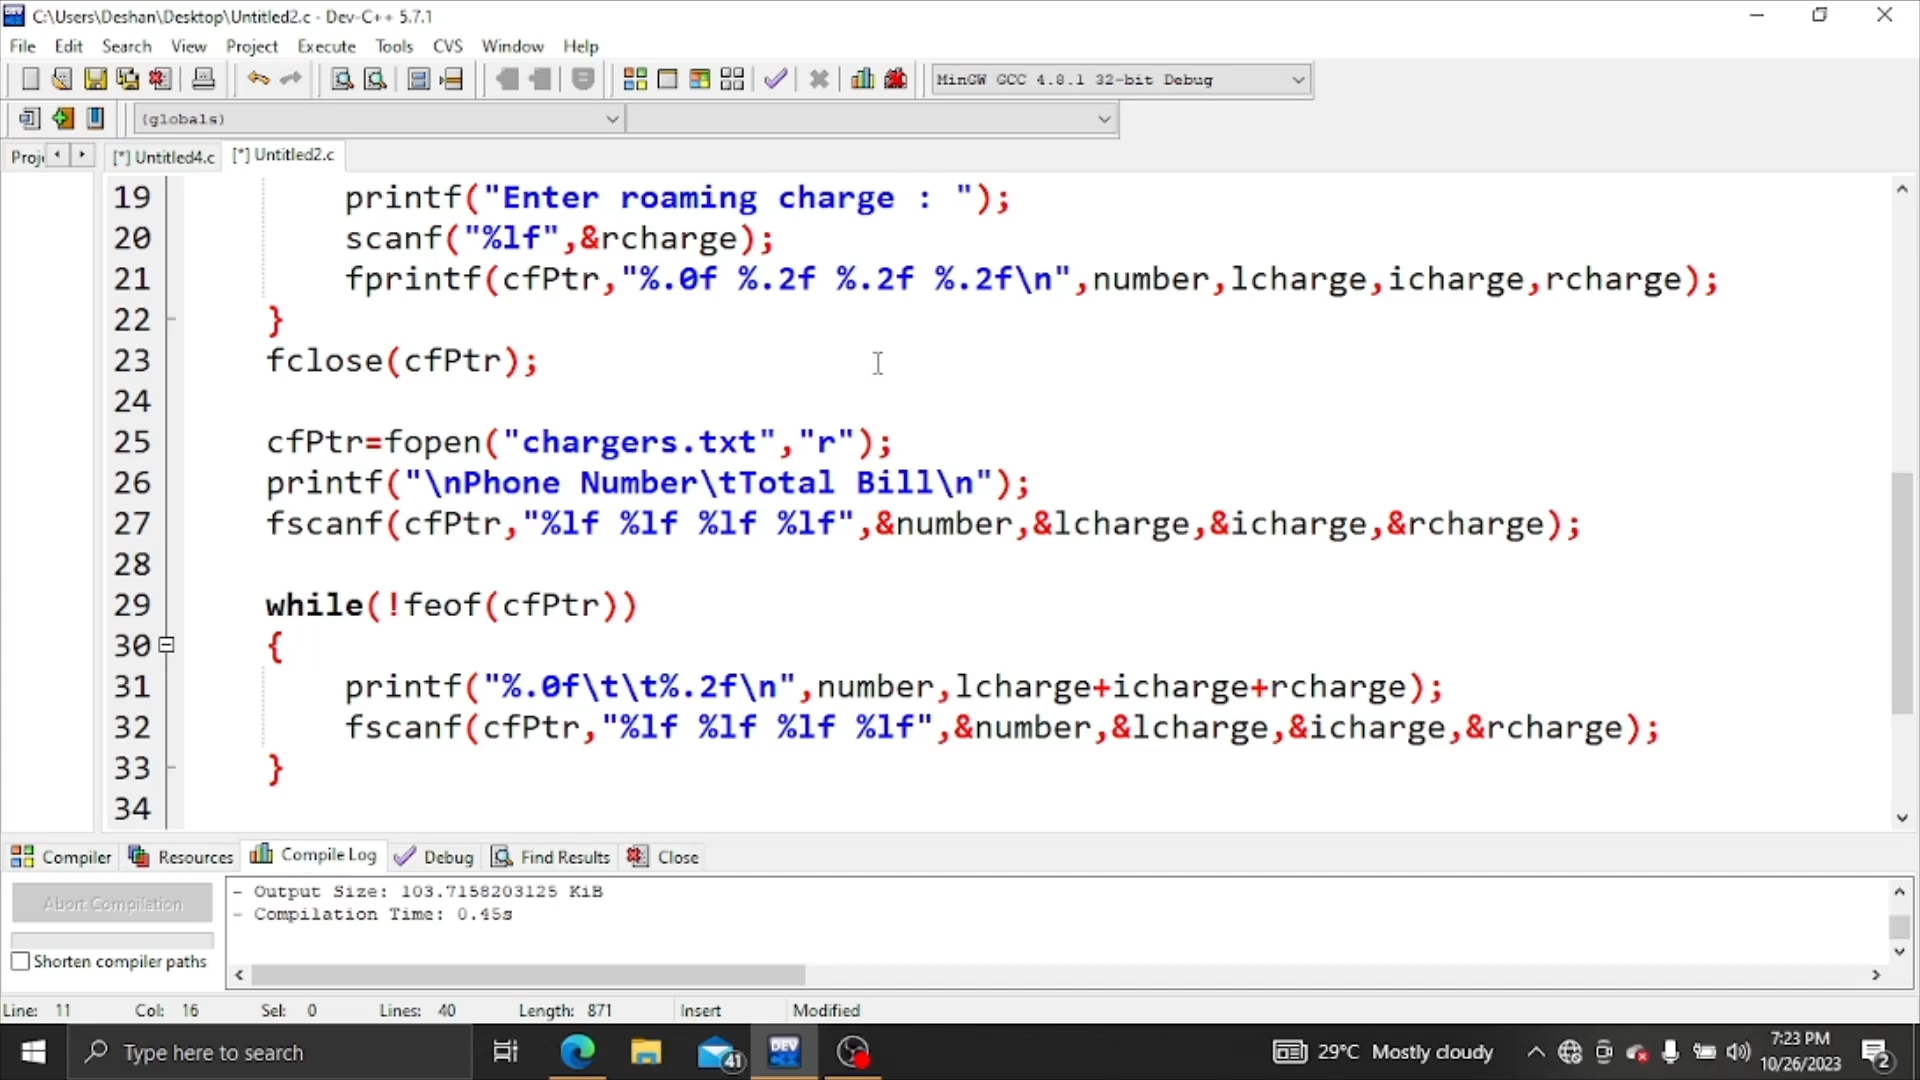 C:\Users\Deshan\Desktop\Untitled2.c - Dev-C++ 5.7.1
File Edit Search View Project Execute Tools CVS Window Help
MinGW GCC 4.8.1 32-bit Debug
(globals)
Proj [*] Untitled4.c [*] Untitled2.c
19 printf("Enter roaming charge : ");
20 scanf("%lf",&rcharge);
21 fprintf(cfPtr,"%.0f %.2f %.2f %.2f\n",number,lcharge,icharge,rcharge);
22 }
23 fclose(cfPtr);
24
25 cfPtr=fopen("chargers.txt","r");
26 printf("\nPhone Number\tTotal Bill\n");
27 fscanf(cfPtr,"%lf %lf %lf %lf",&number,&lcharge,&icharge,&rcharge);
28
29 while(!feof(cfPtr))
30 {
31 printf("%.0f\t\t%.2f\n",number,lcharge+icharge+rcharge);
32 fscanf(cfPtr,"%lf %lf %lf %lf",&number,&lcharge,&icharge,&rcharge);
33 }
34
Compiler Resources Compile Log Debug Find Results Close
Abort Compilation
- Output Size: 103.7158203125 KiB
- Compilation Time: 0.45s
Shorten compiler paths
Line: 11 Col: 16 Sel: 0 Lines: 40 Length: 871 Insert Modified
Type here to search
DEV C++
41
29°C Mostly cloudy
7:23 PM
10/26/2023
2